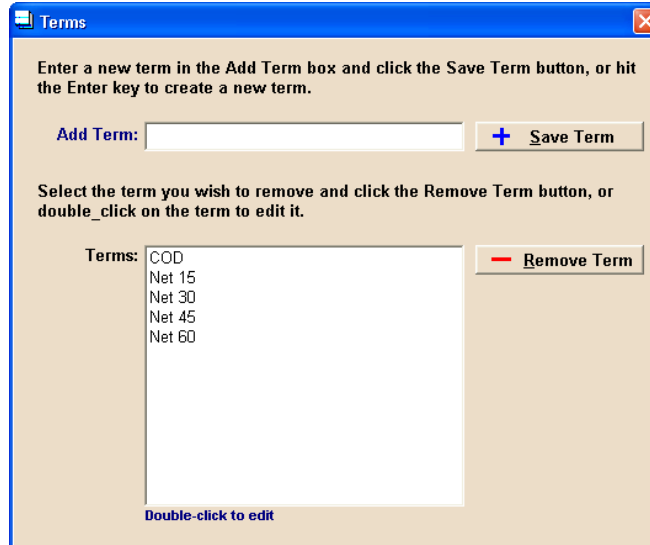 Terms
Enter a new term in the Add Term box and click the Save Term button, or hit
the Enter key to create a new term.
Add Term:
Save Term
Select the term you wish to remove and click the Remove Term button, or
double_click on the term to edit it.
Terms:
COD
Remove Term
Net 15
Net 30
Net 45
Net 60
Double-click to edit